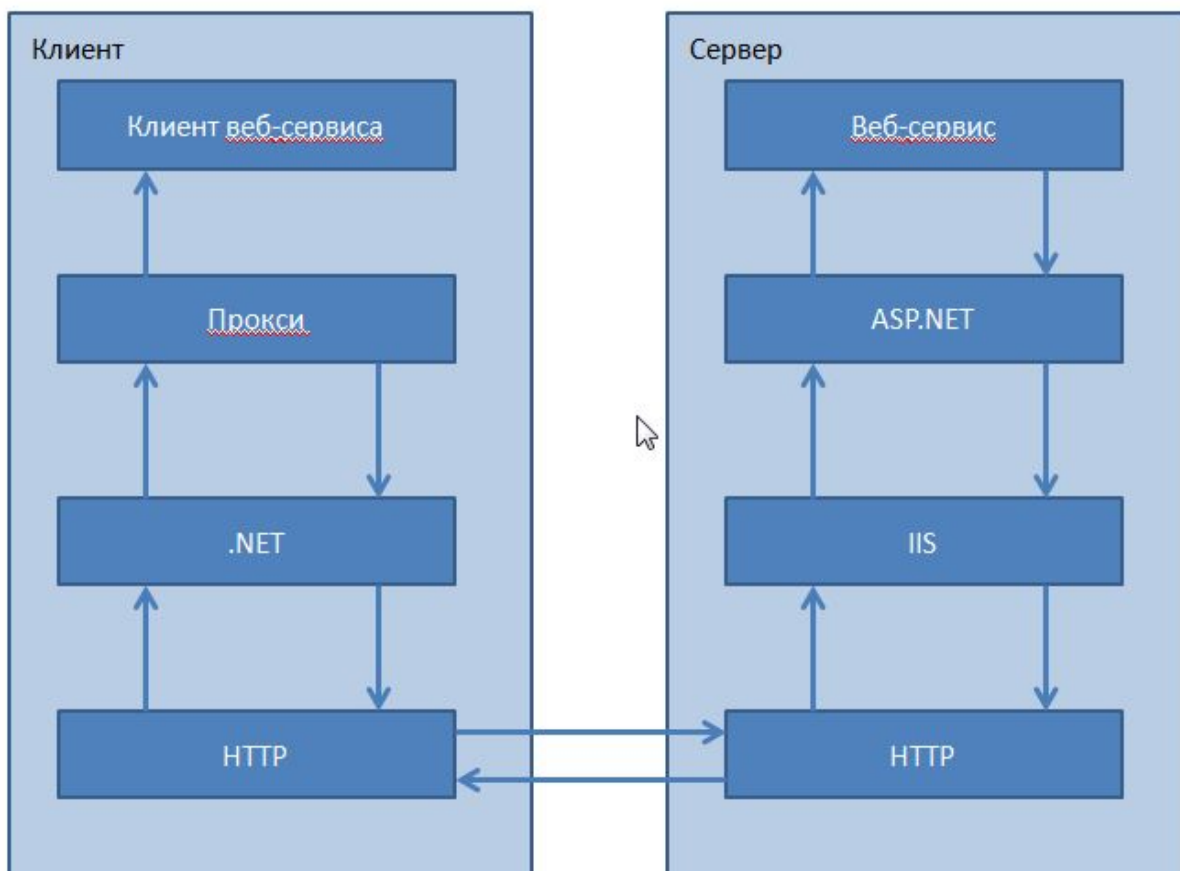 Клиент
Клиент веб-сервиса
Прокси
.NET
HTTP
Сервер
Веб-сервис
ASP.NET
IIS
HTTP